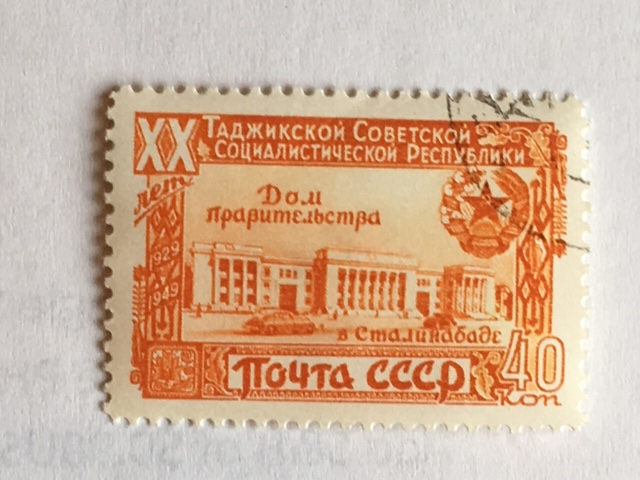 XX лет
Таджикской Советской
Социалистической Республики
1929
1949
Дом
правительства
в Сталинабаде
Почта СССР
40
коп